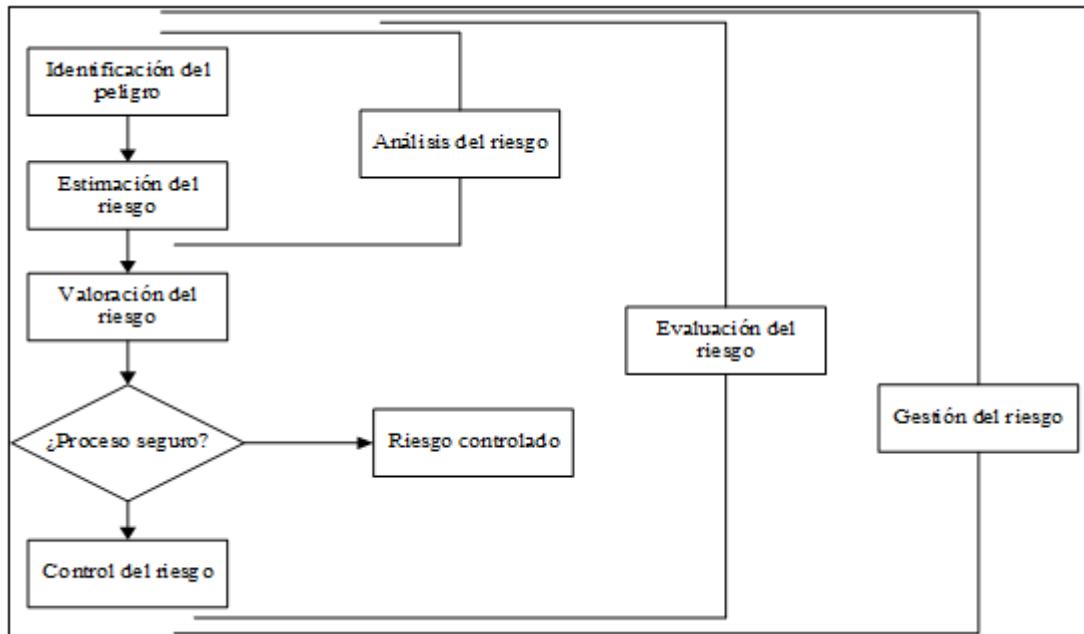 Identificación del
peligro
Análisis del riesgo
Estimación del
riesgo
Valoración del
riesgo
Evaluación del
riesgo
¿Proceso seguro?
Riesgo controlado
Gestión del riesgo
Control del riesgo